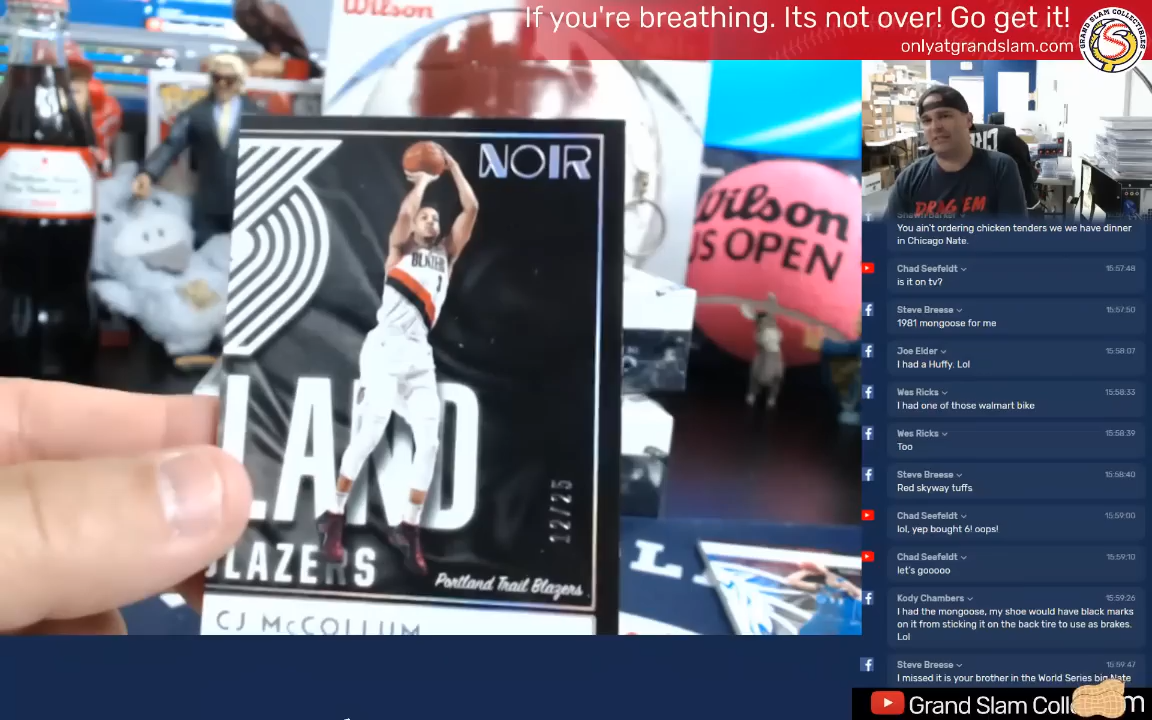 If you're breathing. Its not over! Go get it!
onlyatgrandslam.com
GRAND SLAM COLLECTIBLES
Wilson
NOIR
BLAZERS
LAND
LAZERS
12/25
Portland Trail Blazers
CJ McCOLLUM
Wilson
US OPEN
DRAG EM
You ain't ordering chicken tenders we we have dinner
in Chicago Nate.
Chad Seefeldt 15:57:48
is it on tv?
Steve Breese 15:57:50
1981 mongoose for me
Joe Elder 15:58:07
I had a Huffy. Lol
Wes Ricks 15:58:33
I had one of those walmart bike
Wes Ricks 15:58:39
Too
Steve Breese 15:58:40
Red skyway tuffs
Chad Seefeldt 15:59:00
lol, yep bought 6! oops!
Chad Seefeldt 15:59:10
let's gooooo
Kody Chambers 15:59:26
I had the mongoose, my shoe would have black marks
on it from sticking it on the back tire to use as brakes.
Lol
Steve Breese 15:59:47
I missed it is your brother in the World Series big Nate
Grand Slam Coll m